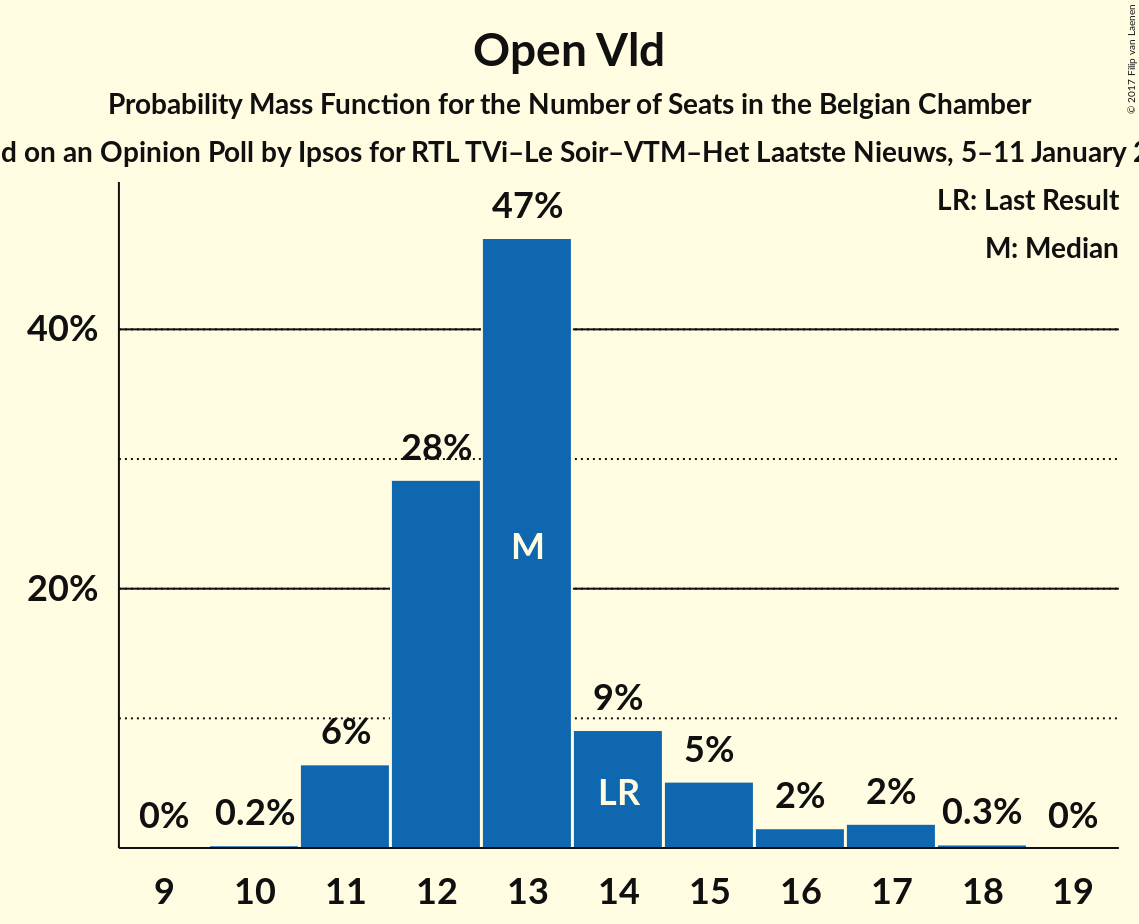 Open Vld
Probability Mass Function for the Number of Seats in the Belgian Chamber
d on an Opinion Poll by Ipsos for RTL TVi–Le Soir–VTM–Het Laatste Nieuws, 5–11 January 2
© 2017 Filip van Laenen
LR: Last Result
M: Median
47%
40%
28%
M
20%
9%
6%
5%
LR
2%
2%
0%
0.2%
0.3%
0%
9 10 11 12 13 14 15 16 17 18 19